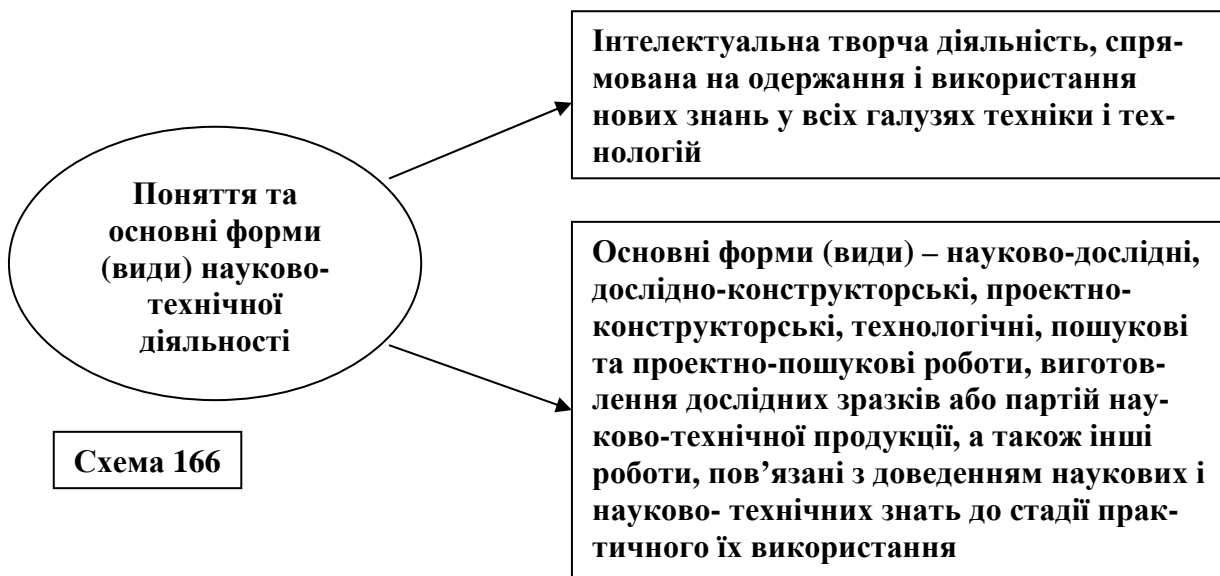 Поняття та
основні форми
(види) науково-
технічної
діяльності
Схема 166
Інтелектуальна творча діяльність, спря-
мована на одержання і використання
нових знань у всіх галузях техніки і тех-
нологій
Основні форми (види) – науково-дослідні,
дослідно-конструкторські, проектно-
конструкторські, технологічні, пошукові
та проектно-пошукові роботи, виготов-
лення дослідних зразків або партій нау-
ково-технічної продукції, а також інші
роботи, пов’язані з доведенням наукових і
науково- технічних знать до стадії прак-
тичного їх використання